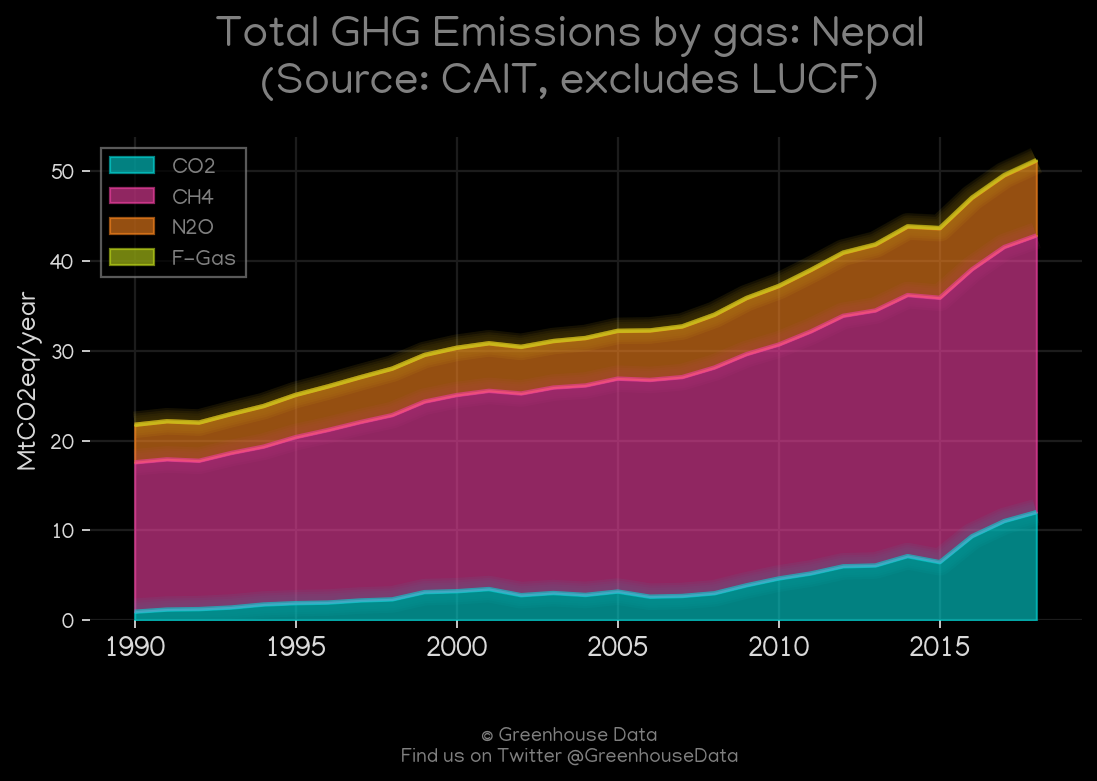 Total GHG Emissions by gas: Nepal
(Source: CAIT, excludes LUCF)
CO2
CH4
N2O
F-Gas
MtCO2eq/year
50
40
30
20
10
0
1990 1995 2000 2005 2010 2015
© Greenhouse Data
Find us on Twitter @GreenhouseData